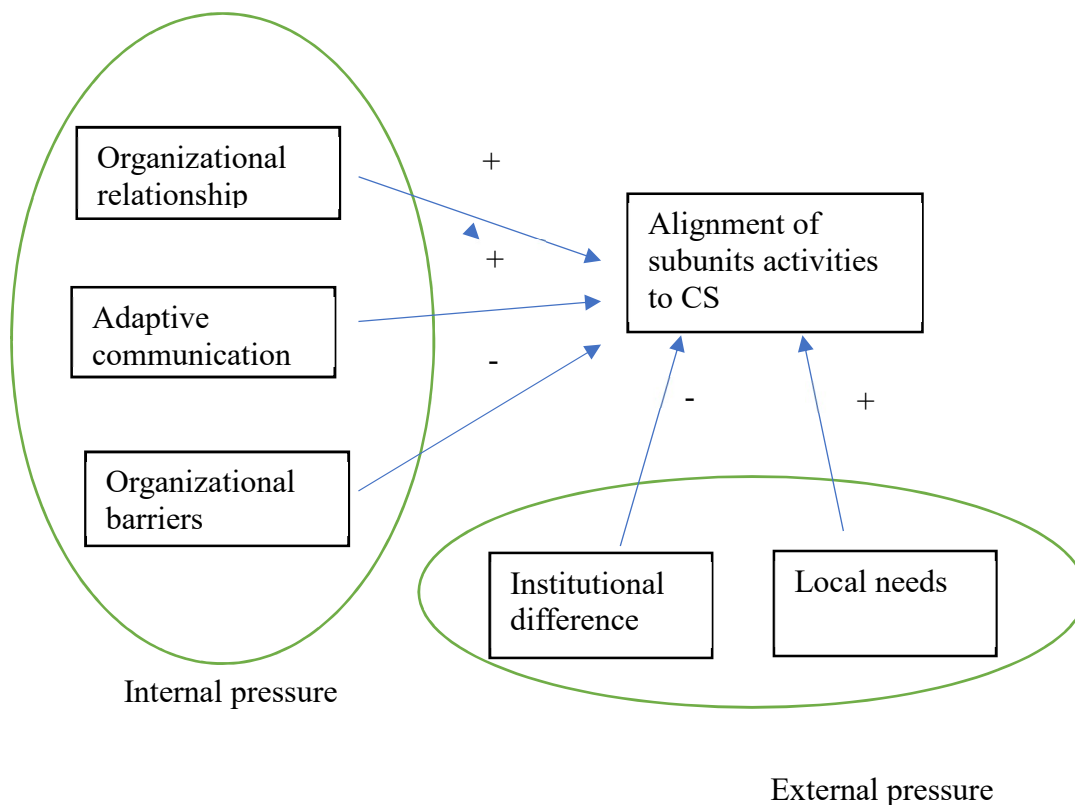 Organizational
relationship
+
Alignment of
subunits activities
to CS
+
Adaptive
communication
-
-
+
Organizational
barriers
Institutional
difference
Local needs
Internal pressure
External pressure